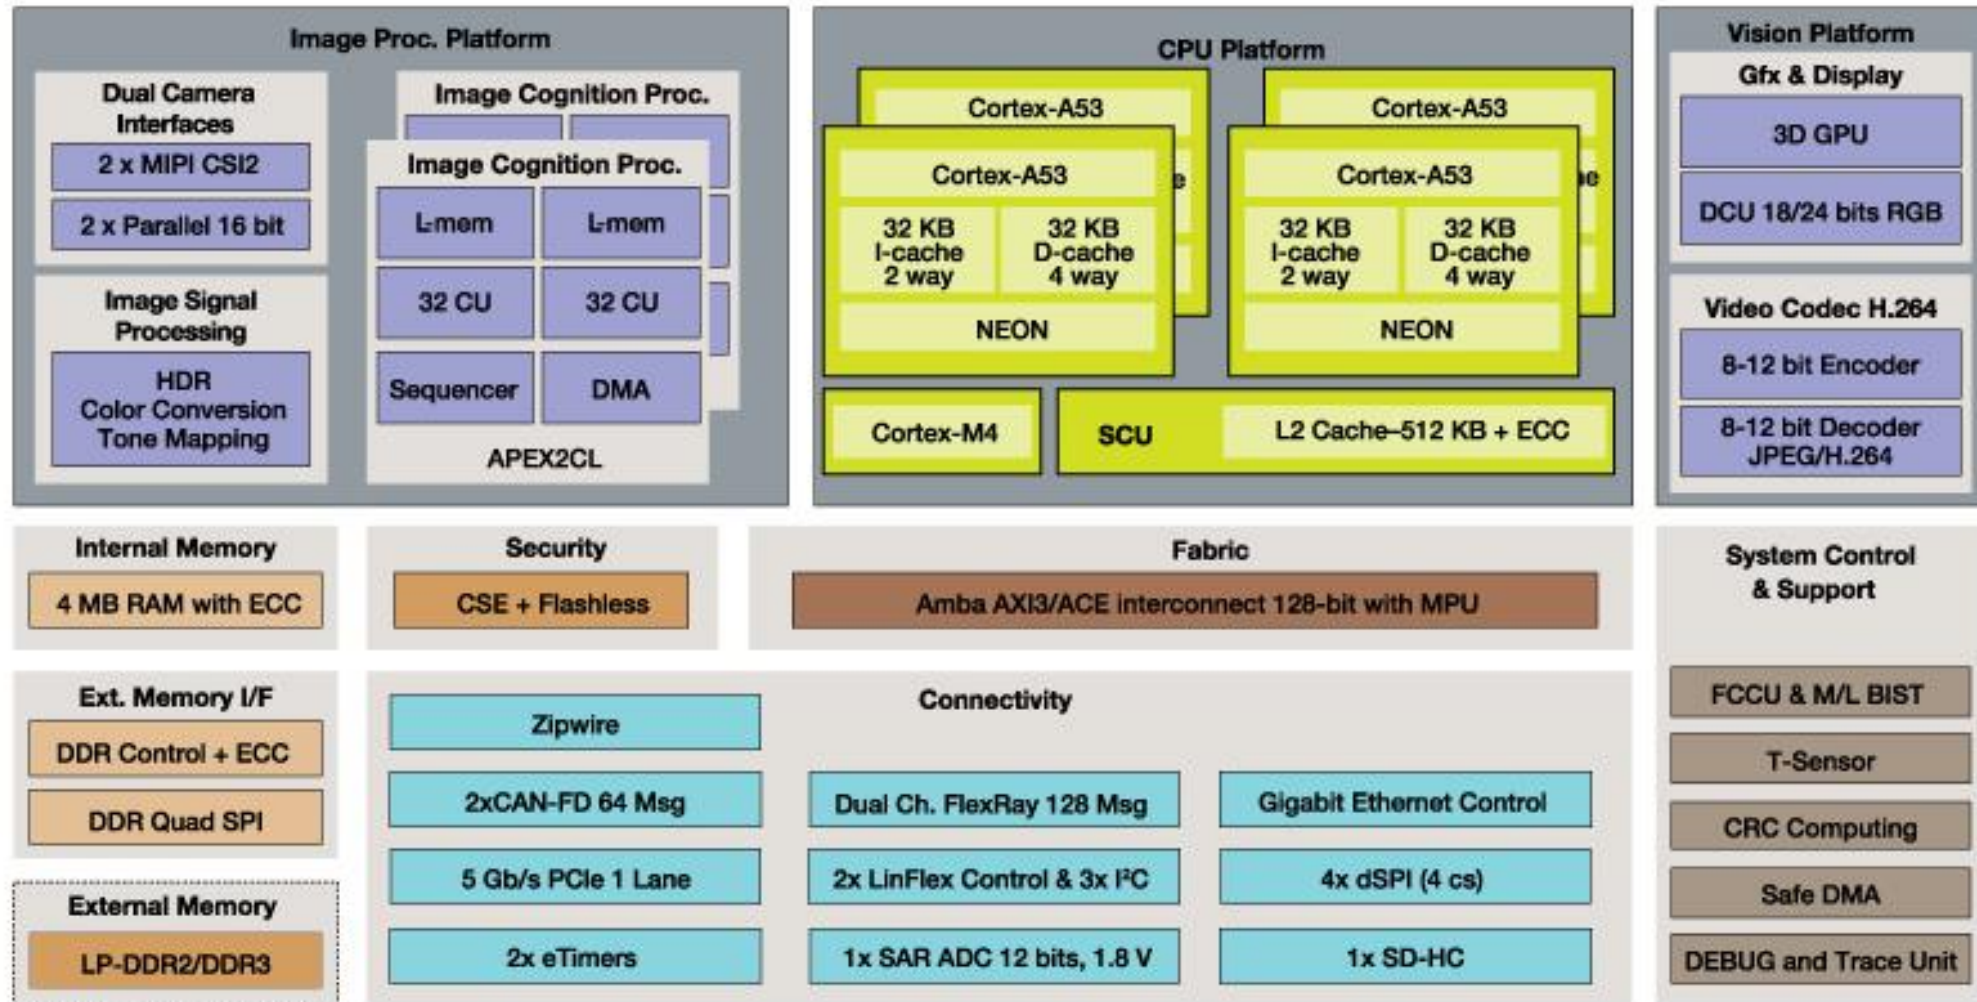 Image Proc. Platform
Dual Camera
Interfaces
2 x MIPI CSI2
2 x Parallel 16 bit
Image Signal
Processing
HDR
Color Conversion
Tone Mapping
Image Cognition Proc.
Image Cognition Proc.
L-mem
L-mem
32 CU
32 CU
Sequencer
DMA
APEX2CL
CPU Platform
Cortex-A53
Cortex-A53
e
32 KB
I-cache
2 way
32 KB
D-cache
4 way
NEON
Cortex-A53
Cortex-A53
he
32 KB
I-cache
2 way
32 KB
D-cache
4 way
NEON
Cortex-M4
SCU
L2 Cache–512 KB + ECC
Vision Platform
Gfx & Display
3D GPU
DCU 18/24 bits RGB
Video Codec H.264
8-12 bit Encoder
8-12 bit Decoder
JPEG/H.264
Internal Memory
4 MB RAM with ECC
Security
CSE + Flashless
Fabric
Amba AXI3/ACE interconnect 128-bit with MPU
Ext. Memory I/F
DDR Control + ECC
DDR Quad SPI
External Memory
LP-DDR2/DDR3
Connectivity
Zipwire
2xCAN-FD 64 Msg
Dual Ch. FlexRay 128 Msg
Gigabit Ethernet Control
5 Gb/s PCIe 1 Lane
2x LinFlex Control & 3x I²C
4x dSPI (4 cs)
2x eTimers
1x SAR ADC 12 bits, 1.8 V
1x SD-HC
System Control
& Support
FCCU & M/L BIST
T-Sensor
CRC Computing
Safe DMA
DEBUG and Trace Unit